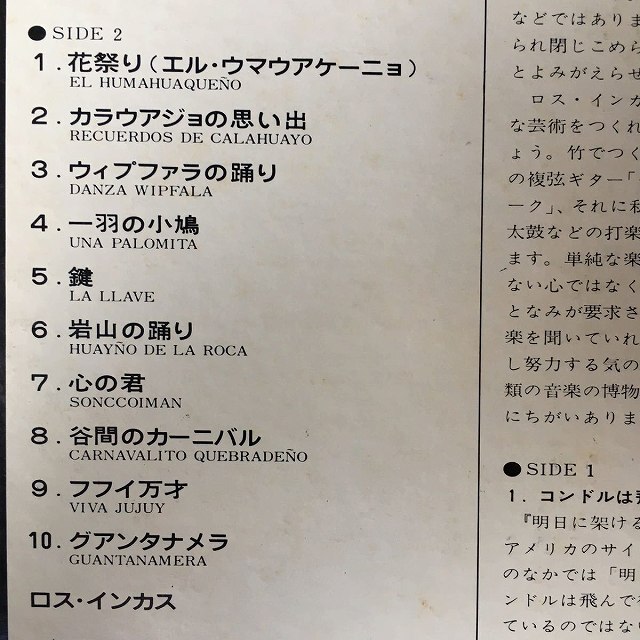 ●SIDE 2
1.花祭り(エル・ウマウアケーニョ)
EL HUMAHUAQUEÑO
2.カラウアジョの思い出
RECUERDOS DE CALAHUAYO
3.ウィプファラの踊り
DANZA WIPFALA
4.一羽の小鳩
UNA PALOMITA
5.鍵
LA LLAVE
6.岩山の踊り
HUAYÑO DE LA ROCA
7.心の君
SONCCOIMAN
8.谷間のカーニバル
CARNAVALITO QUEBRADEÑO
9.フフイ万才
VIVA JUJUY
10.グアンタナメラ
GUANTANAMERA
ロス・インカス
などではありま
られ閉じこめら
とよみがえらせ
ロス・インカ
な芸術をつくれ
ょう。竹でつく
の複弦ギター「
ーク」、それに
太鼓などの打楽
ます。単純な楽
ない心ではなく
となみが要求さ
楽を聞いていれ
し努力する気の
類の音楽の博物
にちがいありま
●SIDE 1
1.コンドルは
『明日に架ける
アメリカのサイ
のなかでは「明
ンドルは飛んで
ているのではな